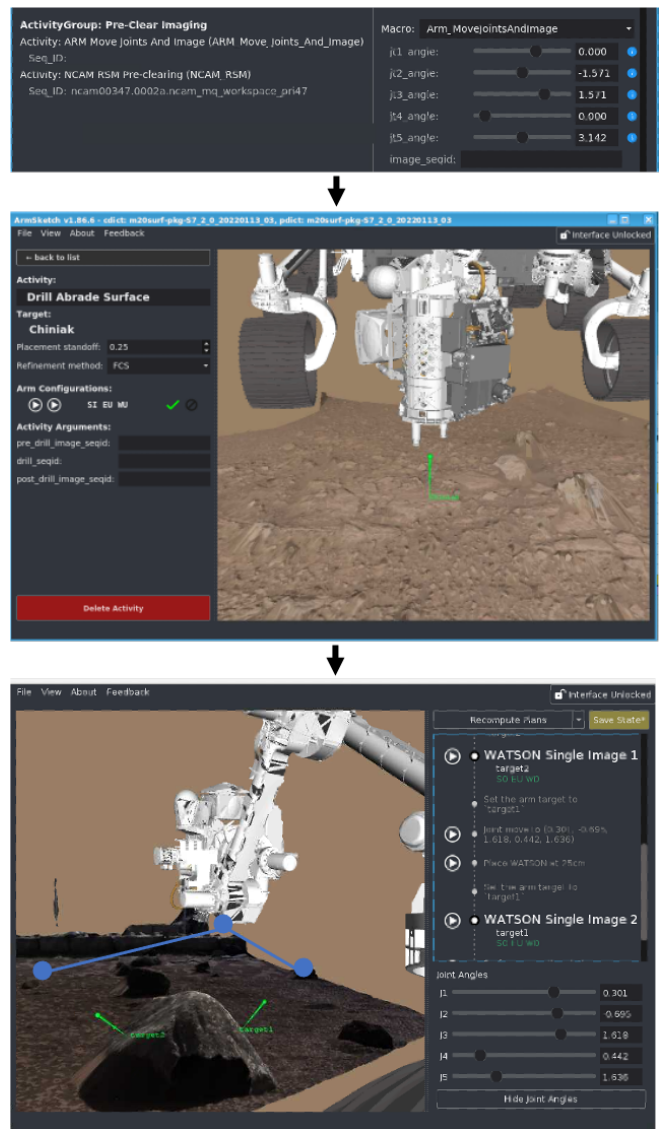 ActivityGroup: Pre-Clear Imaging
Activity: ARM Move Joints And Image (ARM_Move_Joints_And_Image)
Seq_ID:
Activity: NCAM RSM Pre-clearing (NCAM_RSM)
Seq_ID: ncam00347.0002a.ncam_mq_workspace_pri47
Macro: Arm_MoveJointsAndImage
jt1_angle: 0.000
jt2_angle: -1.571
jt3_angle: 1.571
jt4_angle: 0.000
jt5_angle: 3.142
image_seqid:
ArmSketch v1.86.6 - cdict: m20surf-pkg-S7_2_0_20220113_03, pdict: m20surf-pkg-S7_2_0_20220113_03
File View About Feedback
Interface Unlocked
← back to list
Activity:
Drill Abrade Surface
Target:
Chiniak
Placement standoff: 0.25
Refinement method: FCS
Arm Configurations:
SI EU WU
Activity Arguments:
pre_drill_image_seqid:
drill_seqid:
post_drill_image_seqid:
Delete Activity
File View About Feedback
Interface Unlocked
Recompute Plans
Save State*
WATSON Single Image 1
target2
SO EU WO
Set the arm target to
"target1"
Joint move to (0.301, -0.695,
1.618, 0.442, 1.636)
Place WATSON at 25cm
Set the arm target to
"target1"
WATSON Single Image 2
target1
target2
target1
Joint Angles
J1 0.301
J2 -0.695
J3 1.618
J4 0.442
J5 1.636
Hide Joint Angles